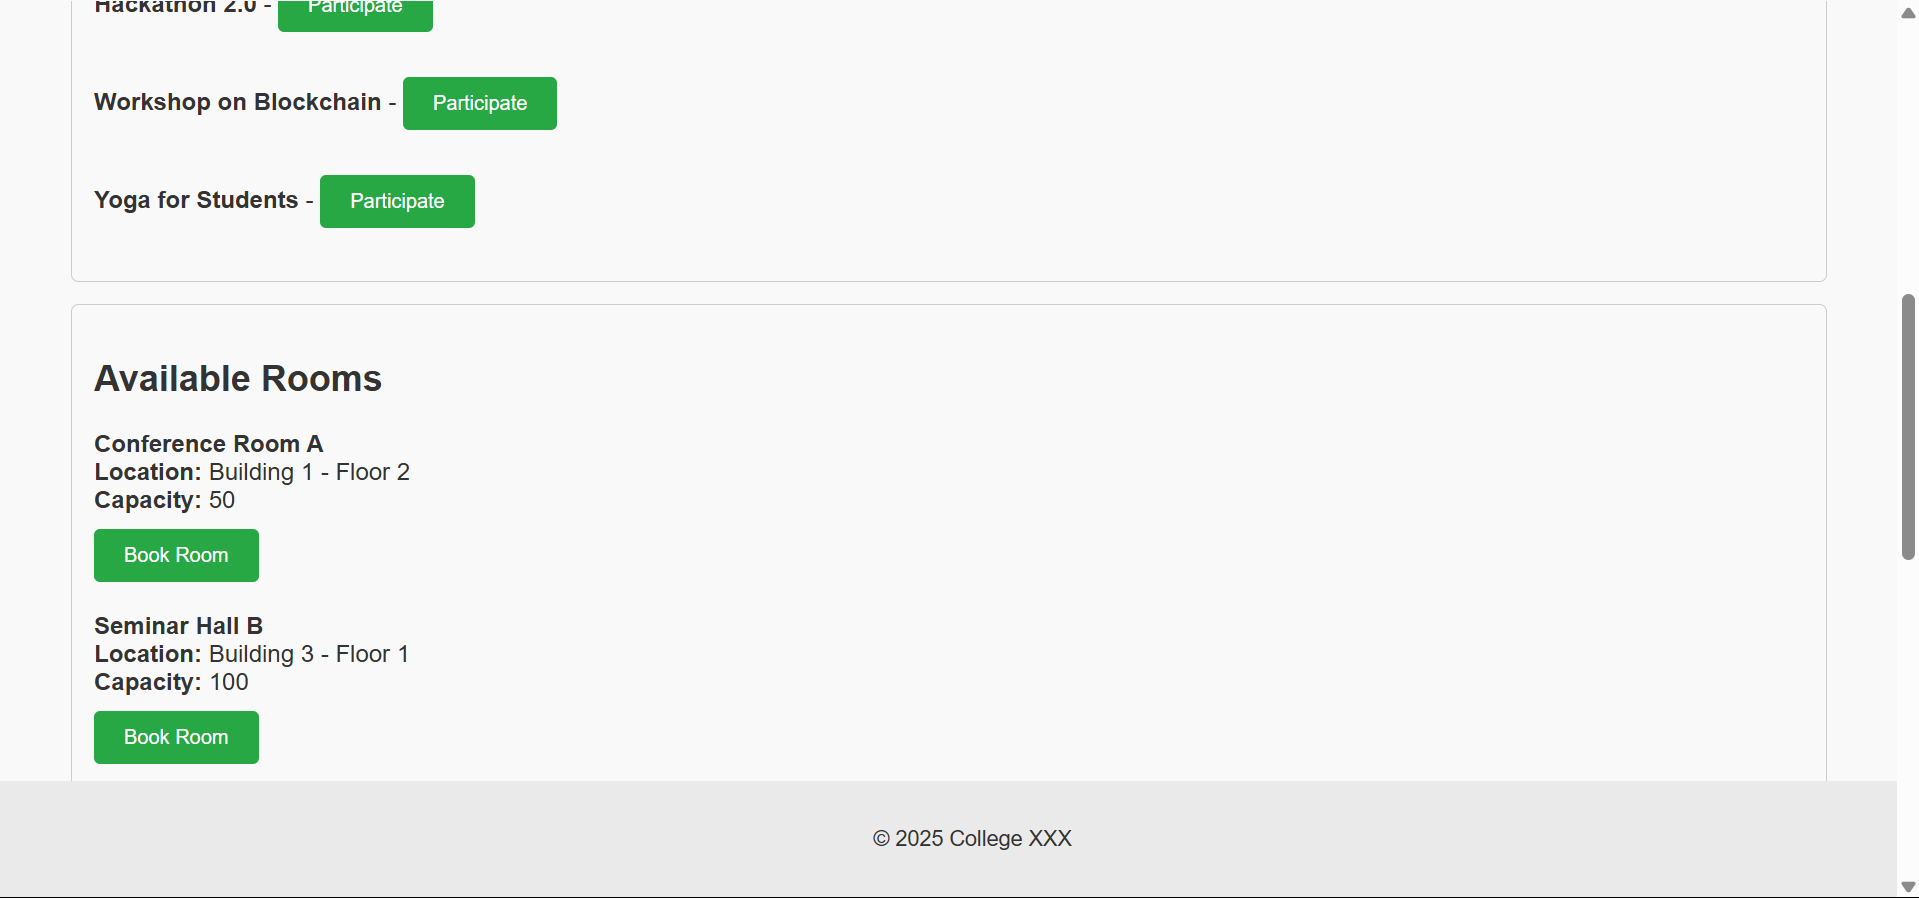 Hackathon 2.0 - Participate
Workshop on Blockchain - Participate
Yoga for Students - Participate
Available Rooms
Conference Room A
Location: Building 1 - Floor 2
Capacity: 50
Book Room
Seminar Hall B
Location: Building 3 - Floor 1
Capacity: 100
Book Room
© 2025 College XXX